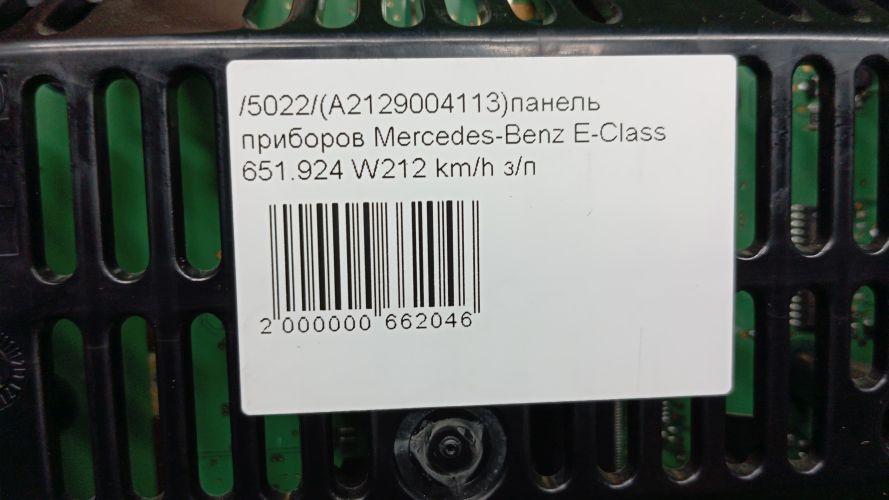 /5022/(A2129004113)панель
приборов Mercedes-Benz E-Class
651.924 W212 km/h з/п
2 000000 662046